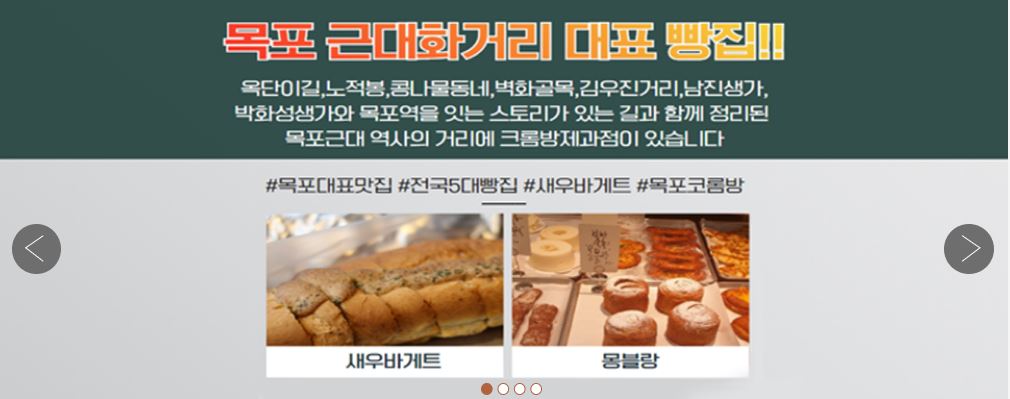 목포 근대화거리 대표 빵집!!
옥단이길,노적봉,콩나물동네,벽화골목,김우진거리,남진생가,
박화성생가와 목포역을 잇는 스토리가 있는 길과 함께 정리된
목포근대 역사의 거리에 크롬방제과점이 있습니다
#목포대표맛집 #전국5대빵집 #새우바게트 #목포코롬방
새우바게트
몽블랑